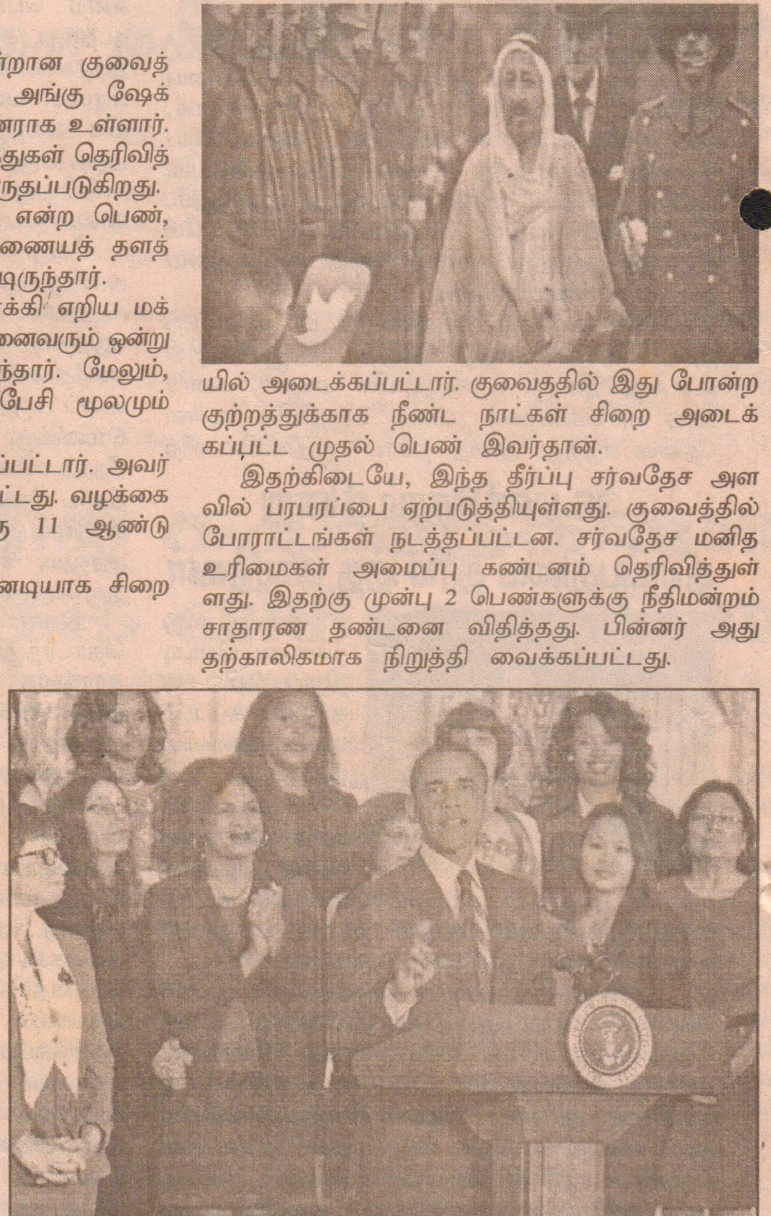 ன்றான குவைத்
அங்கு ஷேக்
னராக உள்ளார்.
துகள் தெரிவித்
ருதப்படுகிறது.
என்ற பெண்,
ணையத் தளத்
டிருந்தார்.
ர்க்கி எறிய மக்
னைவரும் ஒன்று
ந்தார். மேலும்,
பேசி மூலமும்
ப்பட்டார். அவர்
ட்டது. வழக்கை
கு 11 ஆண்டு
னடியாக சிறை
யில் அடைக்கப்பட்டார். குவைததில் இது போன்ற
குற்றத்துக்காக நீண்ட நாட்கள் சிறை அடைக்
கப்பட்ட முதல் பெண் இவர்தான்.
இதற்கிடையே, இந்த தீர்ப்பு சர்வதேச அள
வில் பரபரப்பை ஏற்படுத்தியுள்ளது. குவைத்தில்
போராட்டங்கள் நடத்தப்பட்டன. சர்வதேச மனித
உரிமைகள் அமைப்பு கண்டனம் தெரிவித்துள்
ளது. இதற்கு முன்பு 2 பெண்களுக்கு நீதிமன்றம்
சாதாரண தண்டனை விதித்தது. பின்னர் அது
தற்காலிகமாக நிறுத்தி வைக்கப்பட்டது.